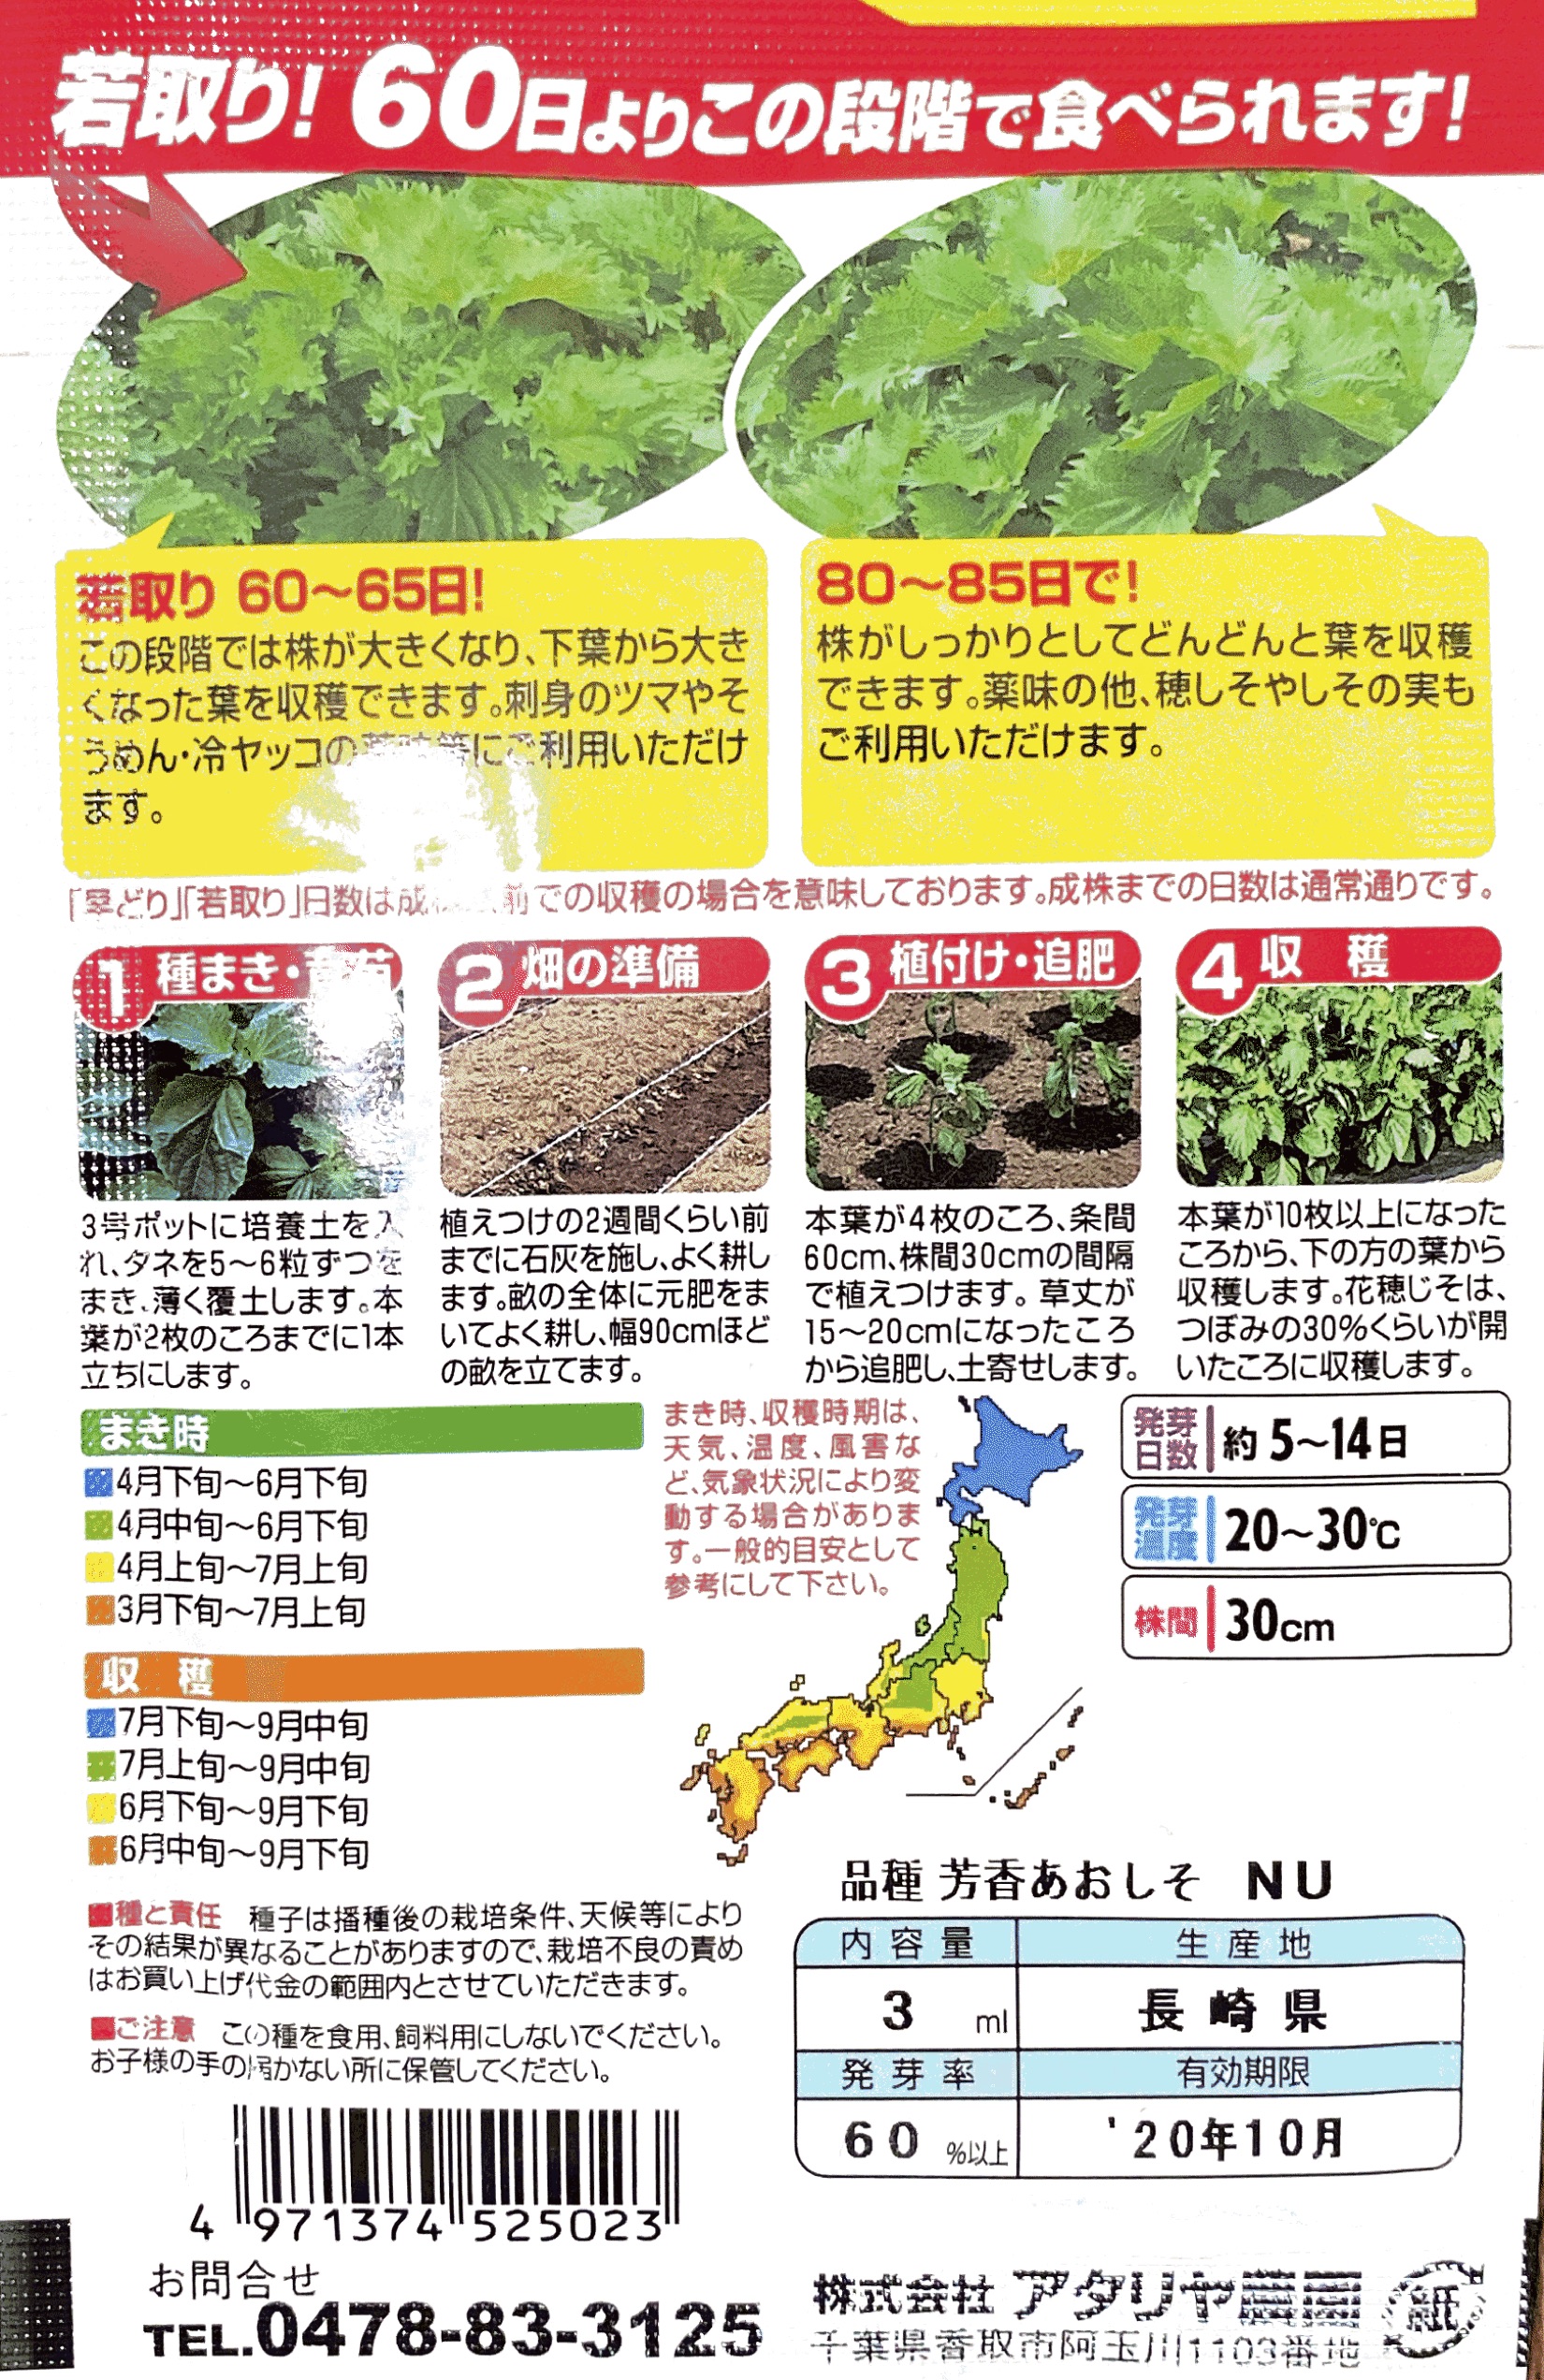 若取り! 60日よりこの段階で食べられます!
若取り 60～65日!
この段階では株が大きくなり、下葉から大き
くなった葉を収穫できます。刺身のツマやそ
うめん・冷ヤッコの薬味等にご利用いただけ
ます。
80～85日で!
株がしっかりとしてどんどんと葉を収穫
できます。薬味の他、穂しそやしその実も
ご利用いただけます。
「早どり」「若取り」日数は成 前での収穫の場合を意味しております。成株までの日数は通常通りです。
1 種まき・育苗
3号ポットに培養土を入
れ、タネを5～6粒ずつを
まき、薄く覆土します。本
葉が2枚のころまでに1本
立ちにします。
2 畑の準備
植えつけの2週間くらい前
までに石灰を施し、よく耕し
ます。畝の全体に元肥をま
いてよく耕し、幅90cmほど
の畝を立てます。
3 植付け・追肥
本葉が4枚のころ、条間
60cm、株間30cmの間隔
で植えつけます。草丈が
15～20cmになったころ
から追肥し、土寄せします。
4 収 穫
本葉が10枚以上になった
ころから、下の方の葉から
収穫します。花穂じそは、
つぼみの30%くらいが開
いたころに収穫します。
まき時
4月下旬～6月下旬
4月中旬～6月下旬
4月上旬～7月上旬
3月下旬～7月上旬
収 穫
7月下旬～9月中旬
7月上旬～9月中旬
6月下旬～9月下旬
6月中旬～9月下旬
まき時、収穫時期は、
天気、温度、風害な
ど、気象状況により変
動する場合がありま
す。一般的目安として
参考にして下さい。
発芽日数 約5～14日
発芽温度 20～30℃
株間 30cm
■種と責任 種子は播種後の栽培条件、天候等により
その結果が異なることがありますので、栽培不良の責め
はお買い上げ代金の範囲内とさせていただきます。
■ご注意 この種を食用、飼料用にしないでください。
お子様の手の届かない所に保管してください。
品種 芳香あおしそ NU
内容量 生産地
3 ml 長崎県
発芽率 有効期限
60 %以上 '20年10月
4 971374 525023
お問合せ
TEL.0478-83-3125
株式会社 アタリヤ農園
千葉県香取市阿玉川1103番地